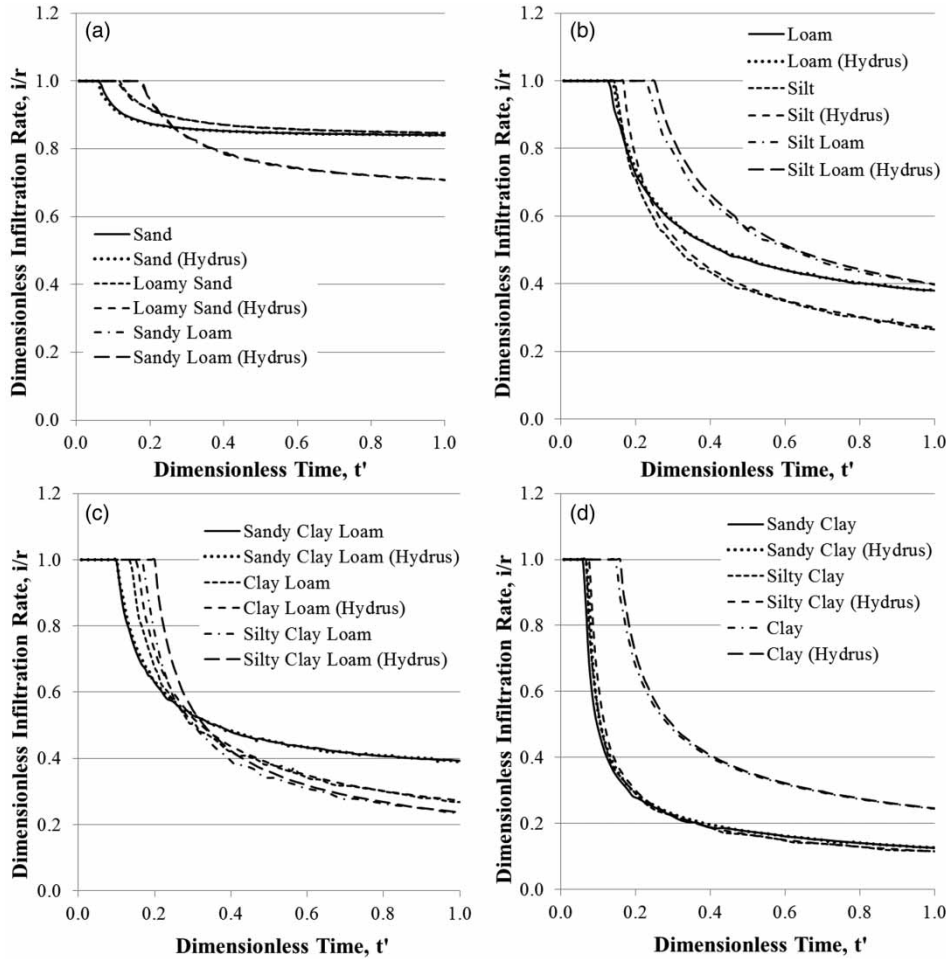 (a)
Dimensionless Infiltration Rate, i/r
1.2
1.0
0.8
0.6
0.4
0.2
0.0
Sand
Sand (Hydrus)
Loamy Sand
Loamy Sand (Hydrus)
Sandy Loam
Sandy Loam (Hydrus)
0.0 0.2 0.4 0.6 0.8 1.0
Dimensionless Time, t'
(b)
Dimensionless Infiltration Rate, i/r
1.2
1.0
0.8
0.6
0.4
0.2
0.0
Loam
Loam (Hydrus)
Silt
Silt (Hydrus)
Silt Loam
Silt Loam (Hydrus)
0.0 0.2 0.4 0.6 0.8 1.0
Dimensionless Time, t'
(c)
Dimensionless Infiltration Rate, i/r
1.2
1.0
0.8
0.6
0.4
0.2
0.0
Sandy Clay Loam
Sandy Clay Loam (Hydrus)
Clay Loam
Clay Loam (Hydrus)
Silty Clay Loam
Silty Clay Loam (Hydrus)
0.0 0.2 0.4 0.6 0.8 1.0
Dimensionless Time, t'
(d)
Dimensionless Infiltration Rate, i/r
1.2
1.0
0.8
0.6
0.4
0.2
0.0
Sandy Clay
Sandy Clay (Hydrus)
Silty Clay
Silty Clay (Hydrus)
Clay
Clay (Hydrus)
0.0 0.2 0.4 0.6 0.8 1.0
Dimensionless Time, t'